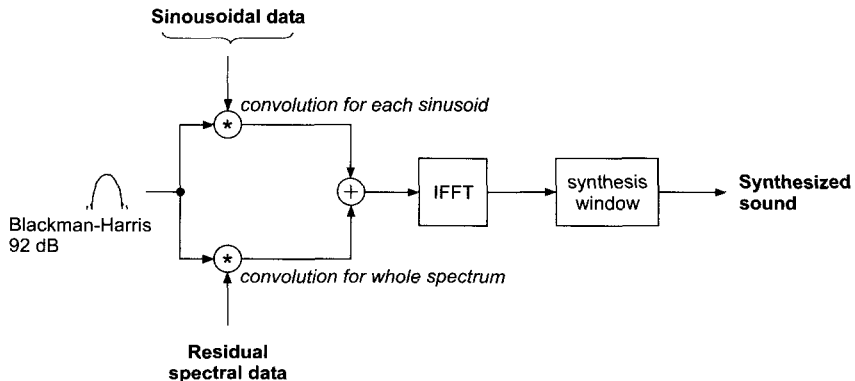 Sinousoidal data
convolution for each sinusoid
*
Blackman-Harris
92 dB
+
IFFT
synthesis
window
Synthesized
sound
*
convolution for whole spectrum
Residual
spectral data